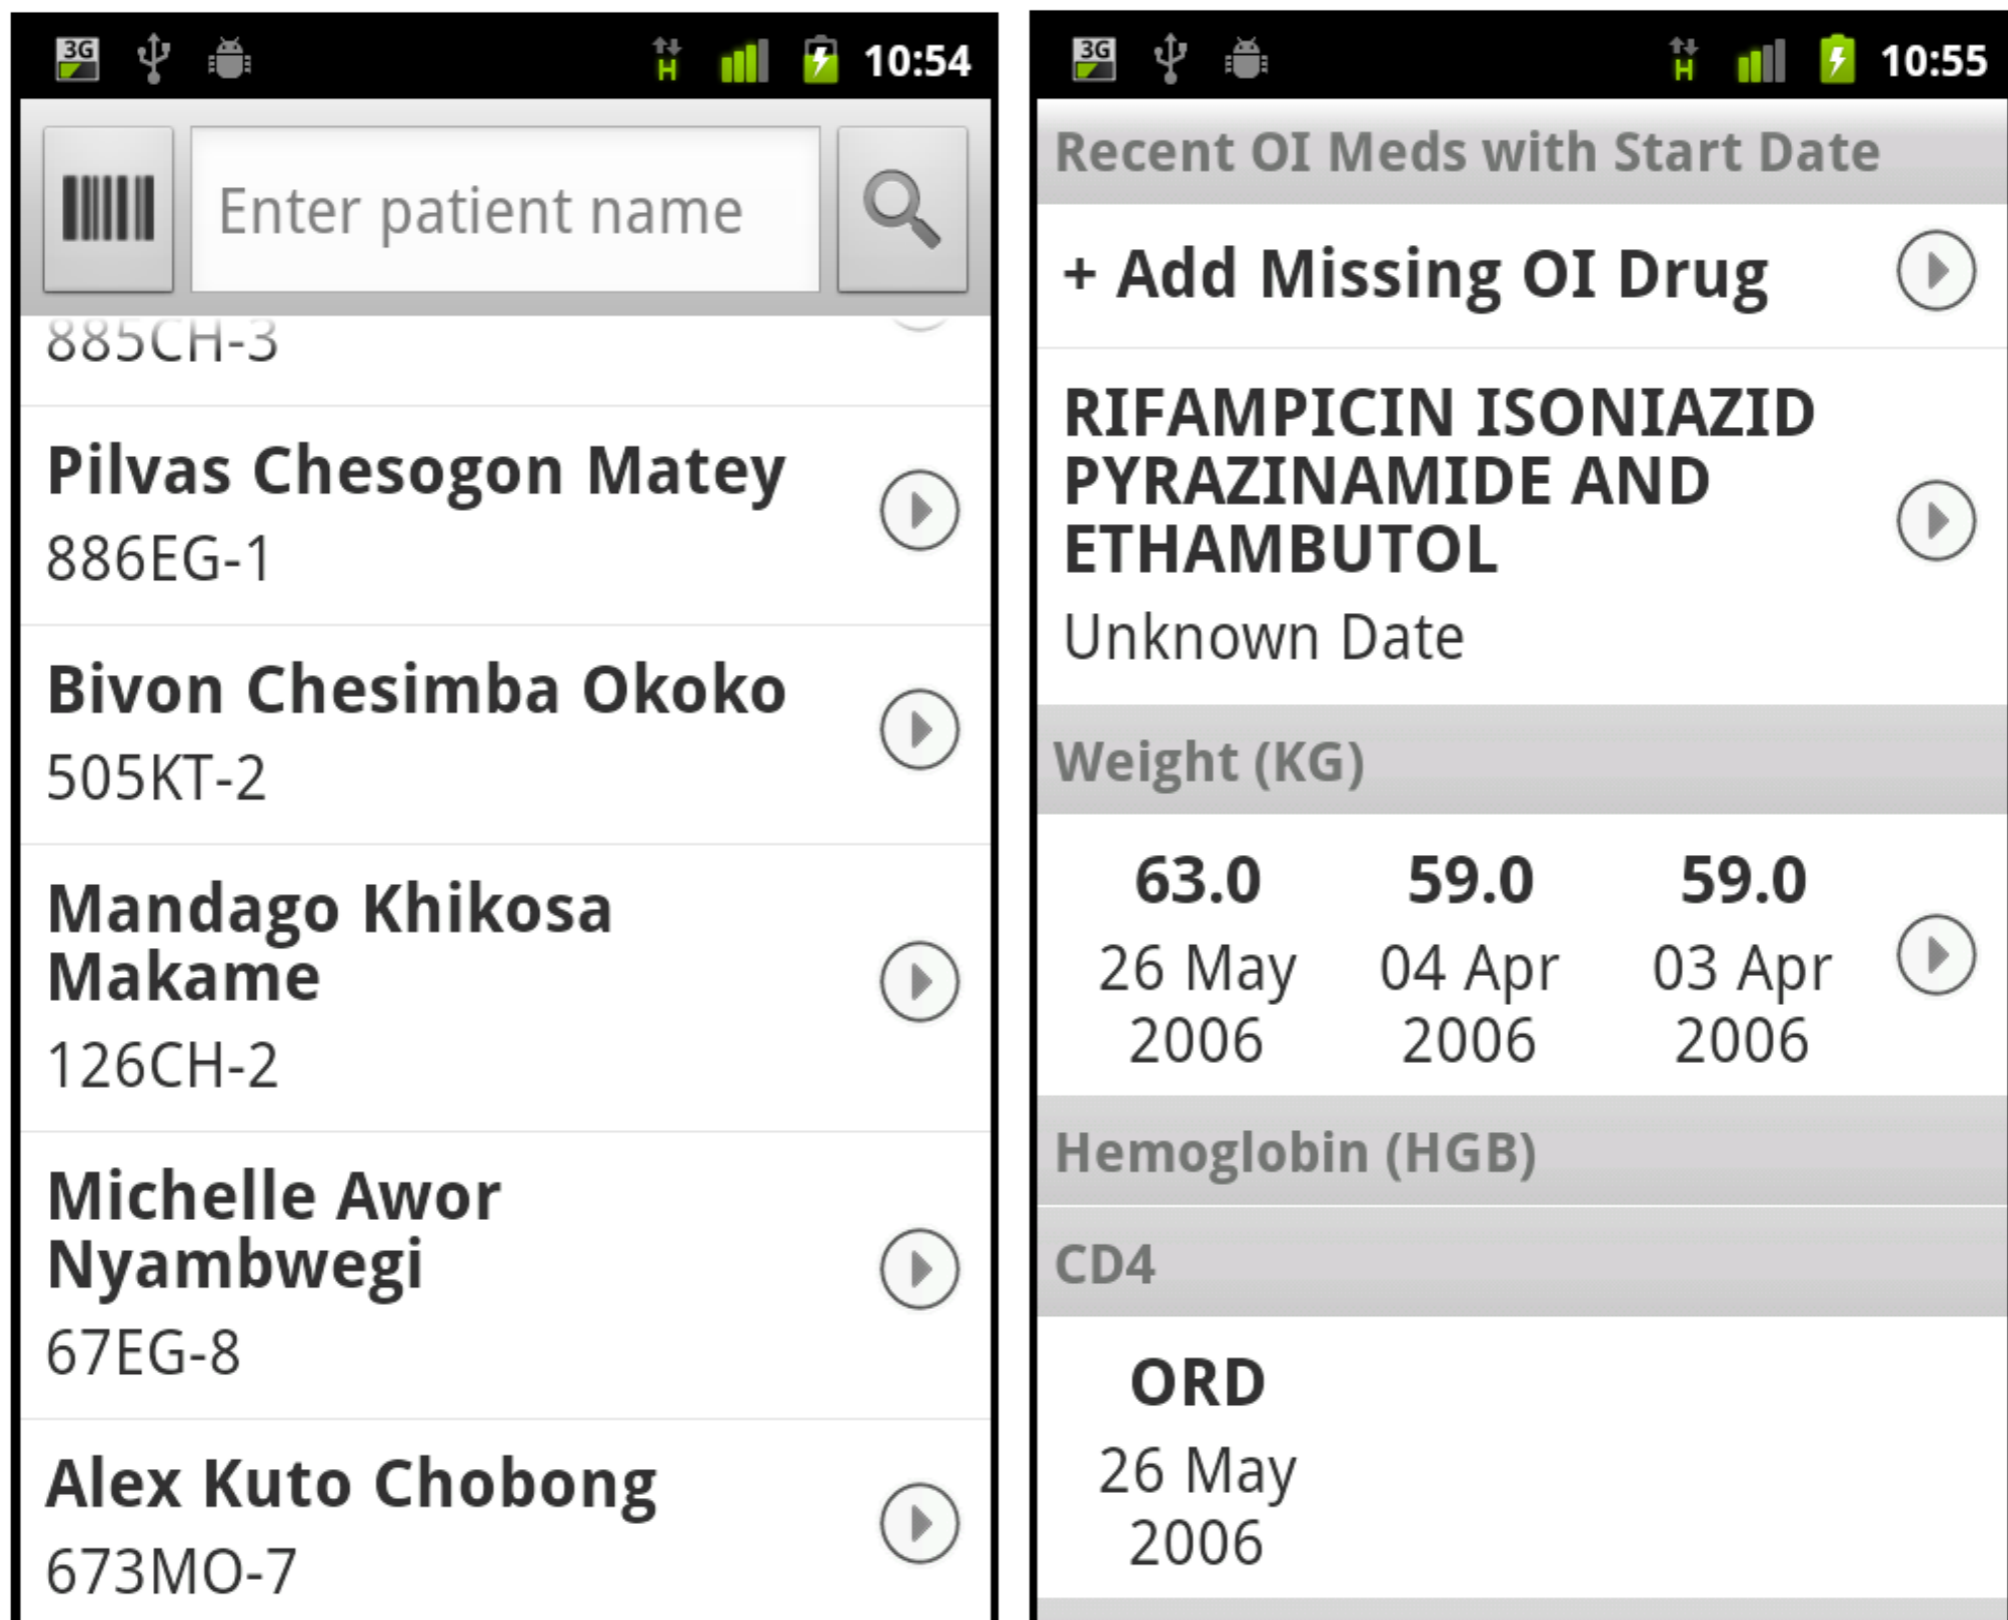 3G
H
10:54
Enter patient name
885CH-3
Pilvas Chesogon Matey
886EG-1
Bivon Chesimba Okoko
505KT-2
Mandago Khikosa
Makame
126CH-2
Michelle Awor
Nyambwegi
67EG-8
Alex Kuto Chobong
673MO-7
3G
H
10:55
Recent OI Meds with Start Date
+ Add Missing OI Drug
RIFAMPICIN ISONIAZID
PYRAZINAMIDE AND
ETHAMBUTOL
Unknown Date
Weight (KG)
63.0 59.0 59.0
26 May 04 Apr 03 Apr
2006 2006 2006
Hemoglobin (HGB)
CD4
ORD
26 May
2006